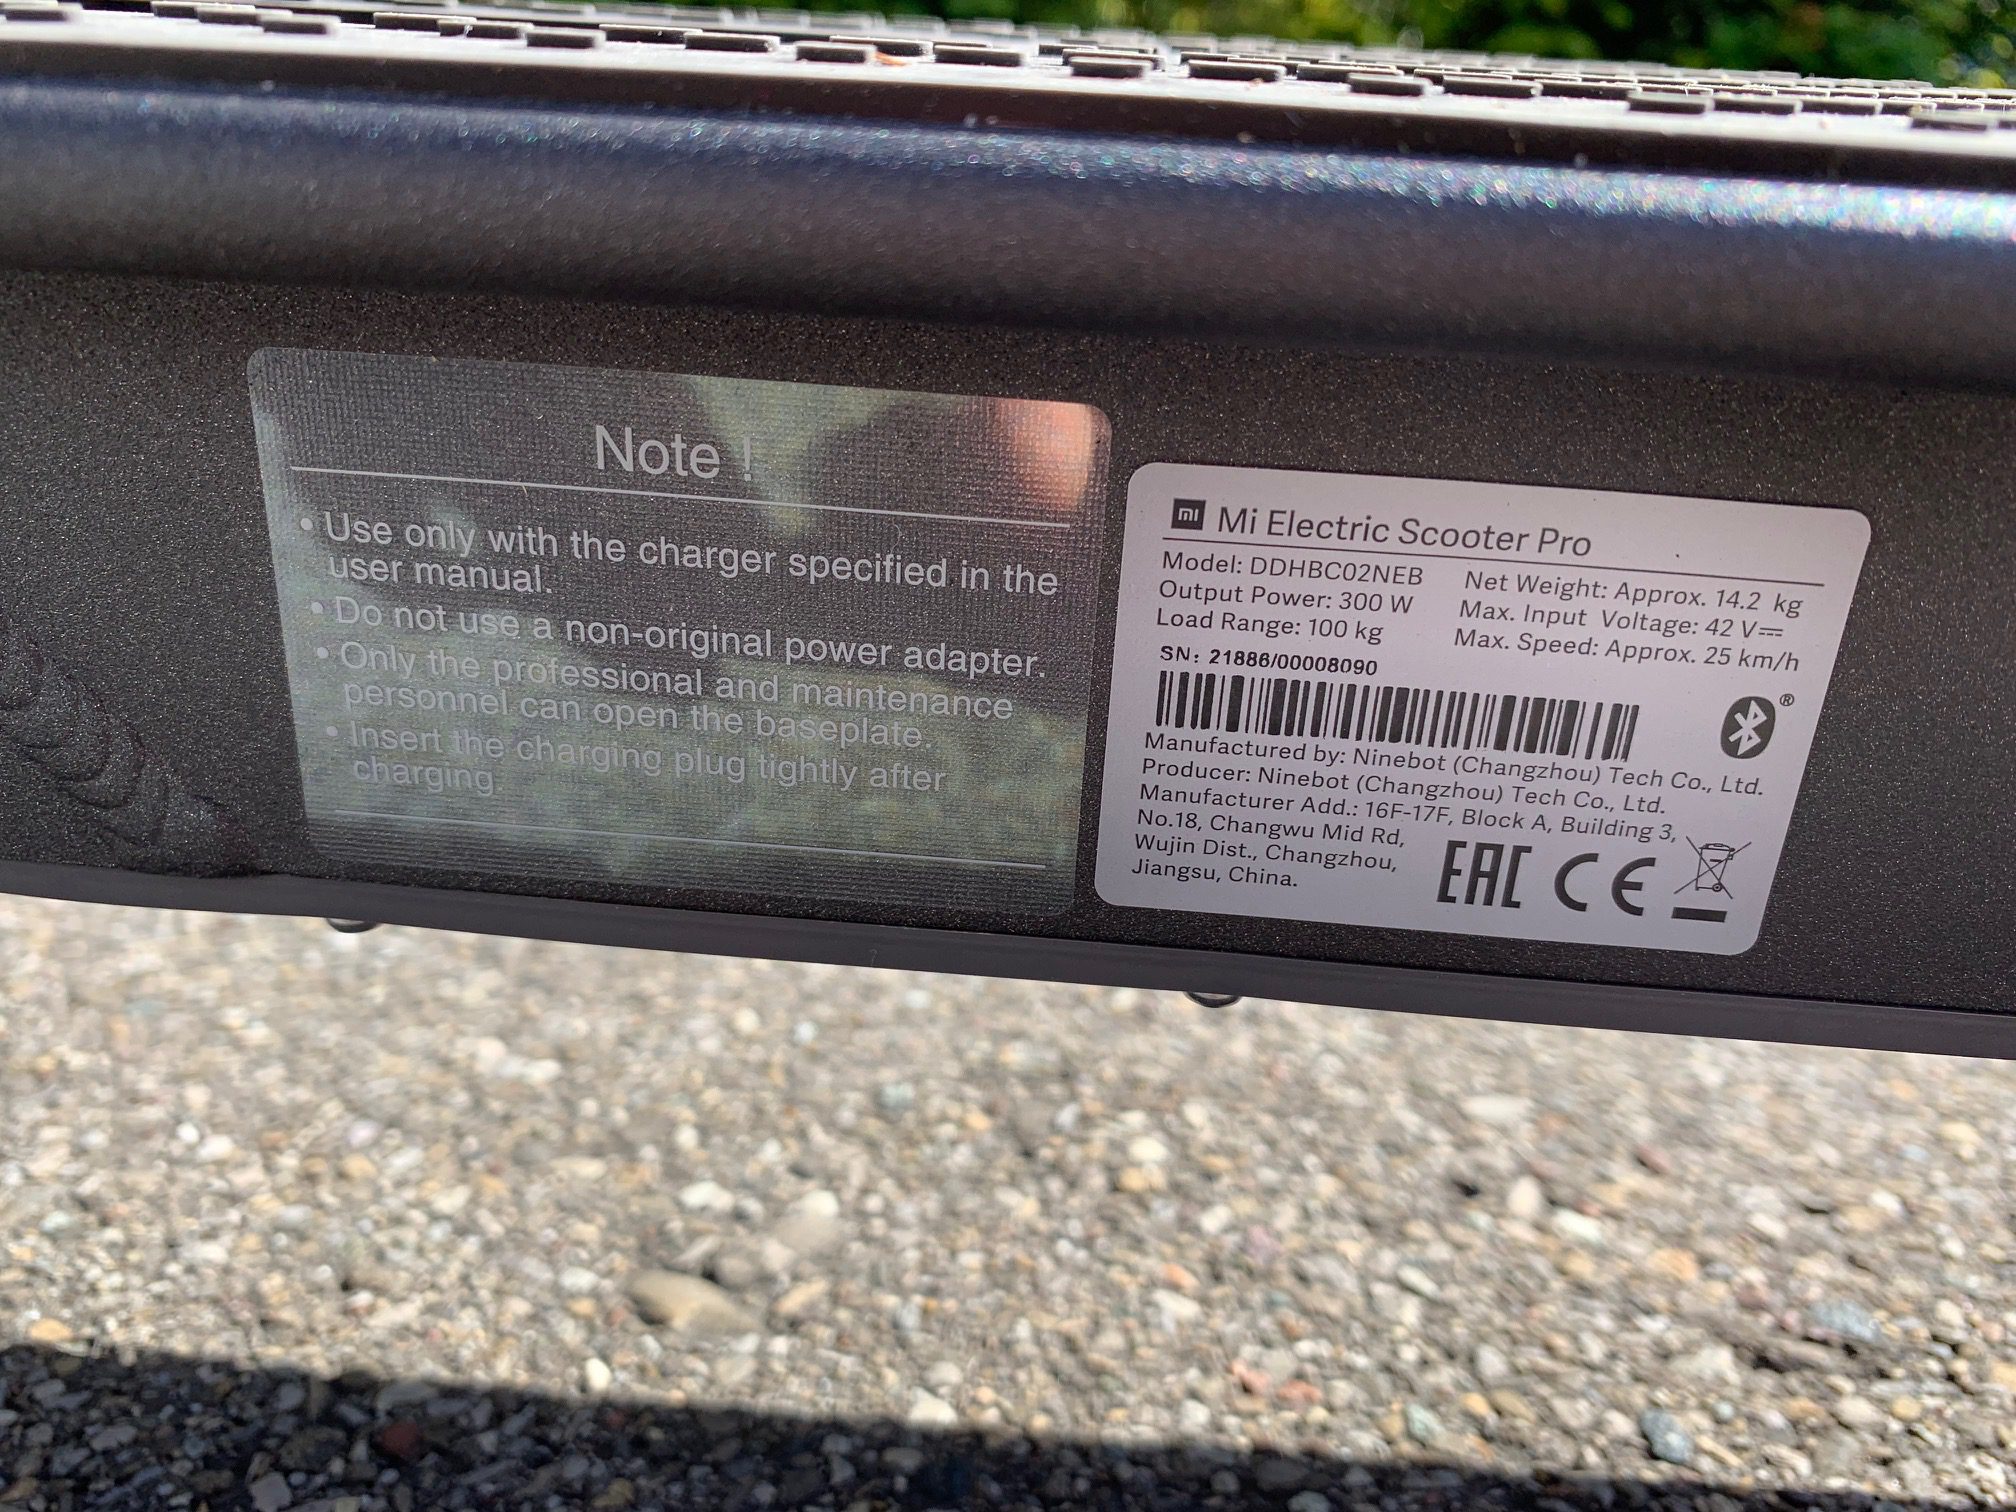 Note !
• Use only with the charger specified in the
user manual.
• Do not use a non-original power adapter.
• Only the professional and maintenance
personnel can open the baseplate.
• Insert the charging plug tightly after
charging.
mi Mi Electric Scooter Pro
Model: DDHBC02NEB
Output Power: 300 W
Load Range: 100 kg
Net Weight: Approx. 14.2 kg
Max. Input Voltage: 42 V⎓
Max. Speed: Approx. 25 km/h
SN: 21886/00008090
®
Manufactured by: Ninebot (Changzhou) Tech Co., Ltd.
Producer: Ninebot (Changzhou) Tech Co., Ltd.
Manufacturer Add.: 16F-17F, Block A, Building 3,
No.18, Changwu Mid Rd,
Wujin Dist., Changzhou,
Jiangsu, China.
EAC CE